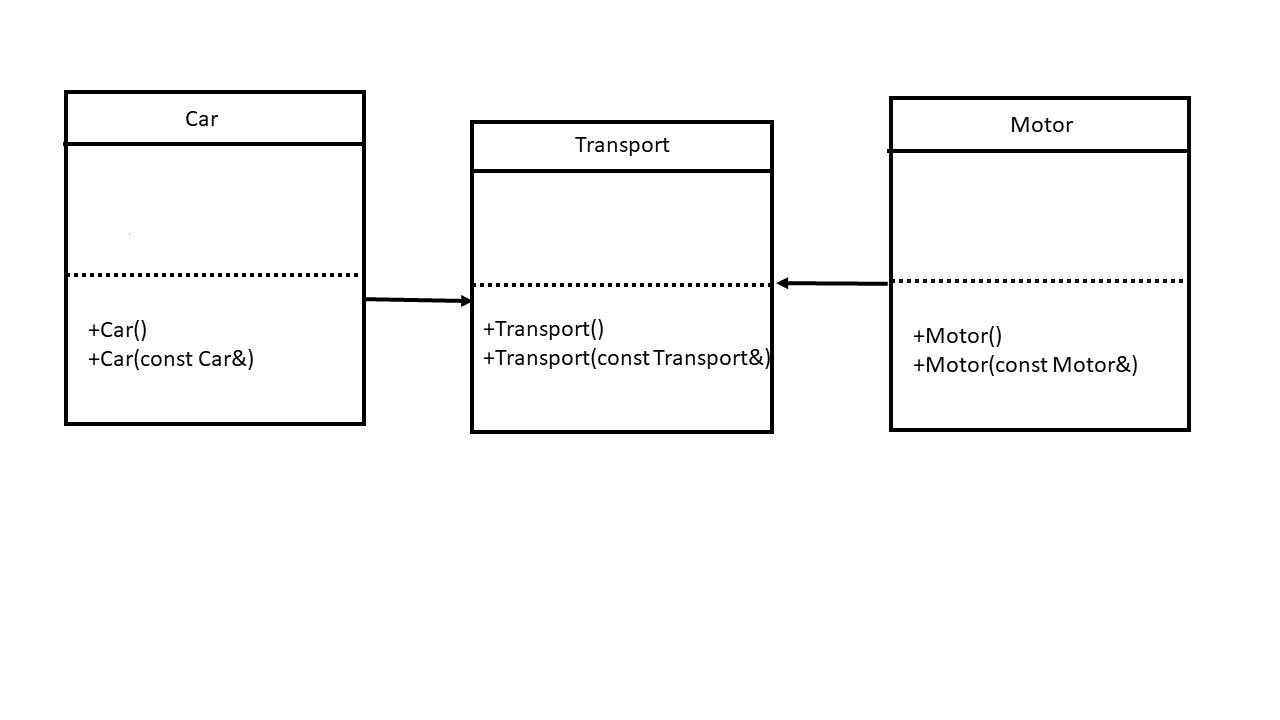 Car
+Car()
+Car(const Car&)
Transport
+Transport()
+Transport(const Transport&)
Motor
+Motor()
+Motor(const Motor&)